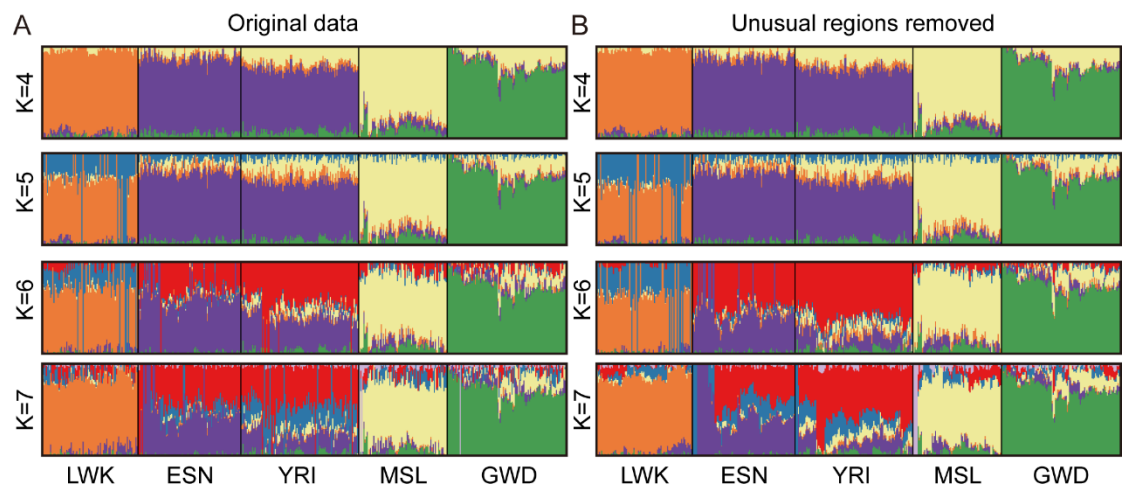 A Original data
B Unusual regions removed
K=4
K=5
K=6
K=7
LWK ESN YRI MSL GWD
K=4
K=5
K=6
K=7
LWK ESN YRI MSL GWD